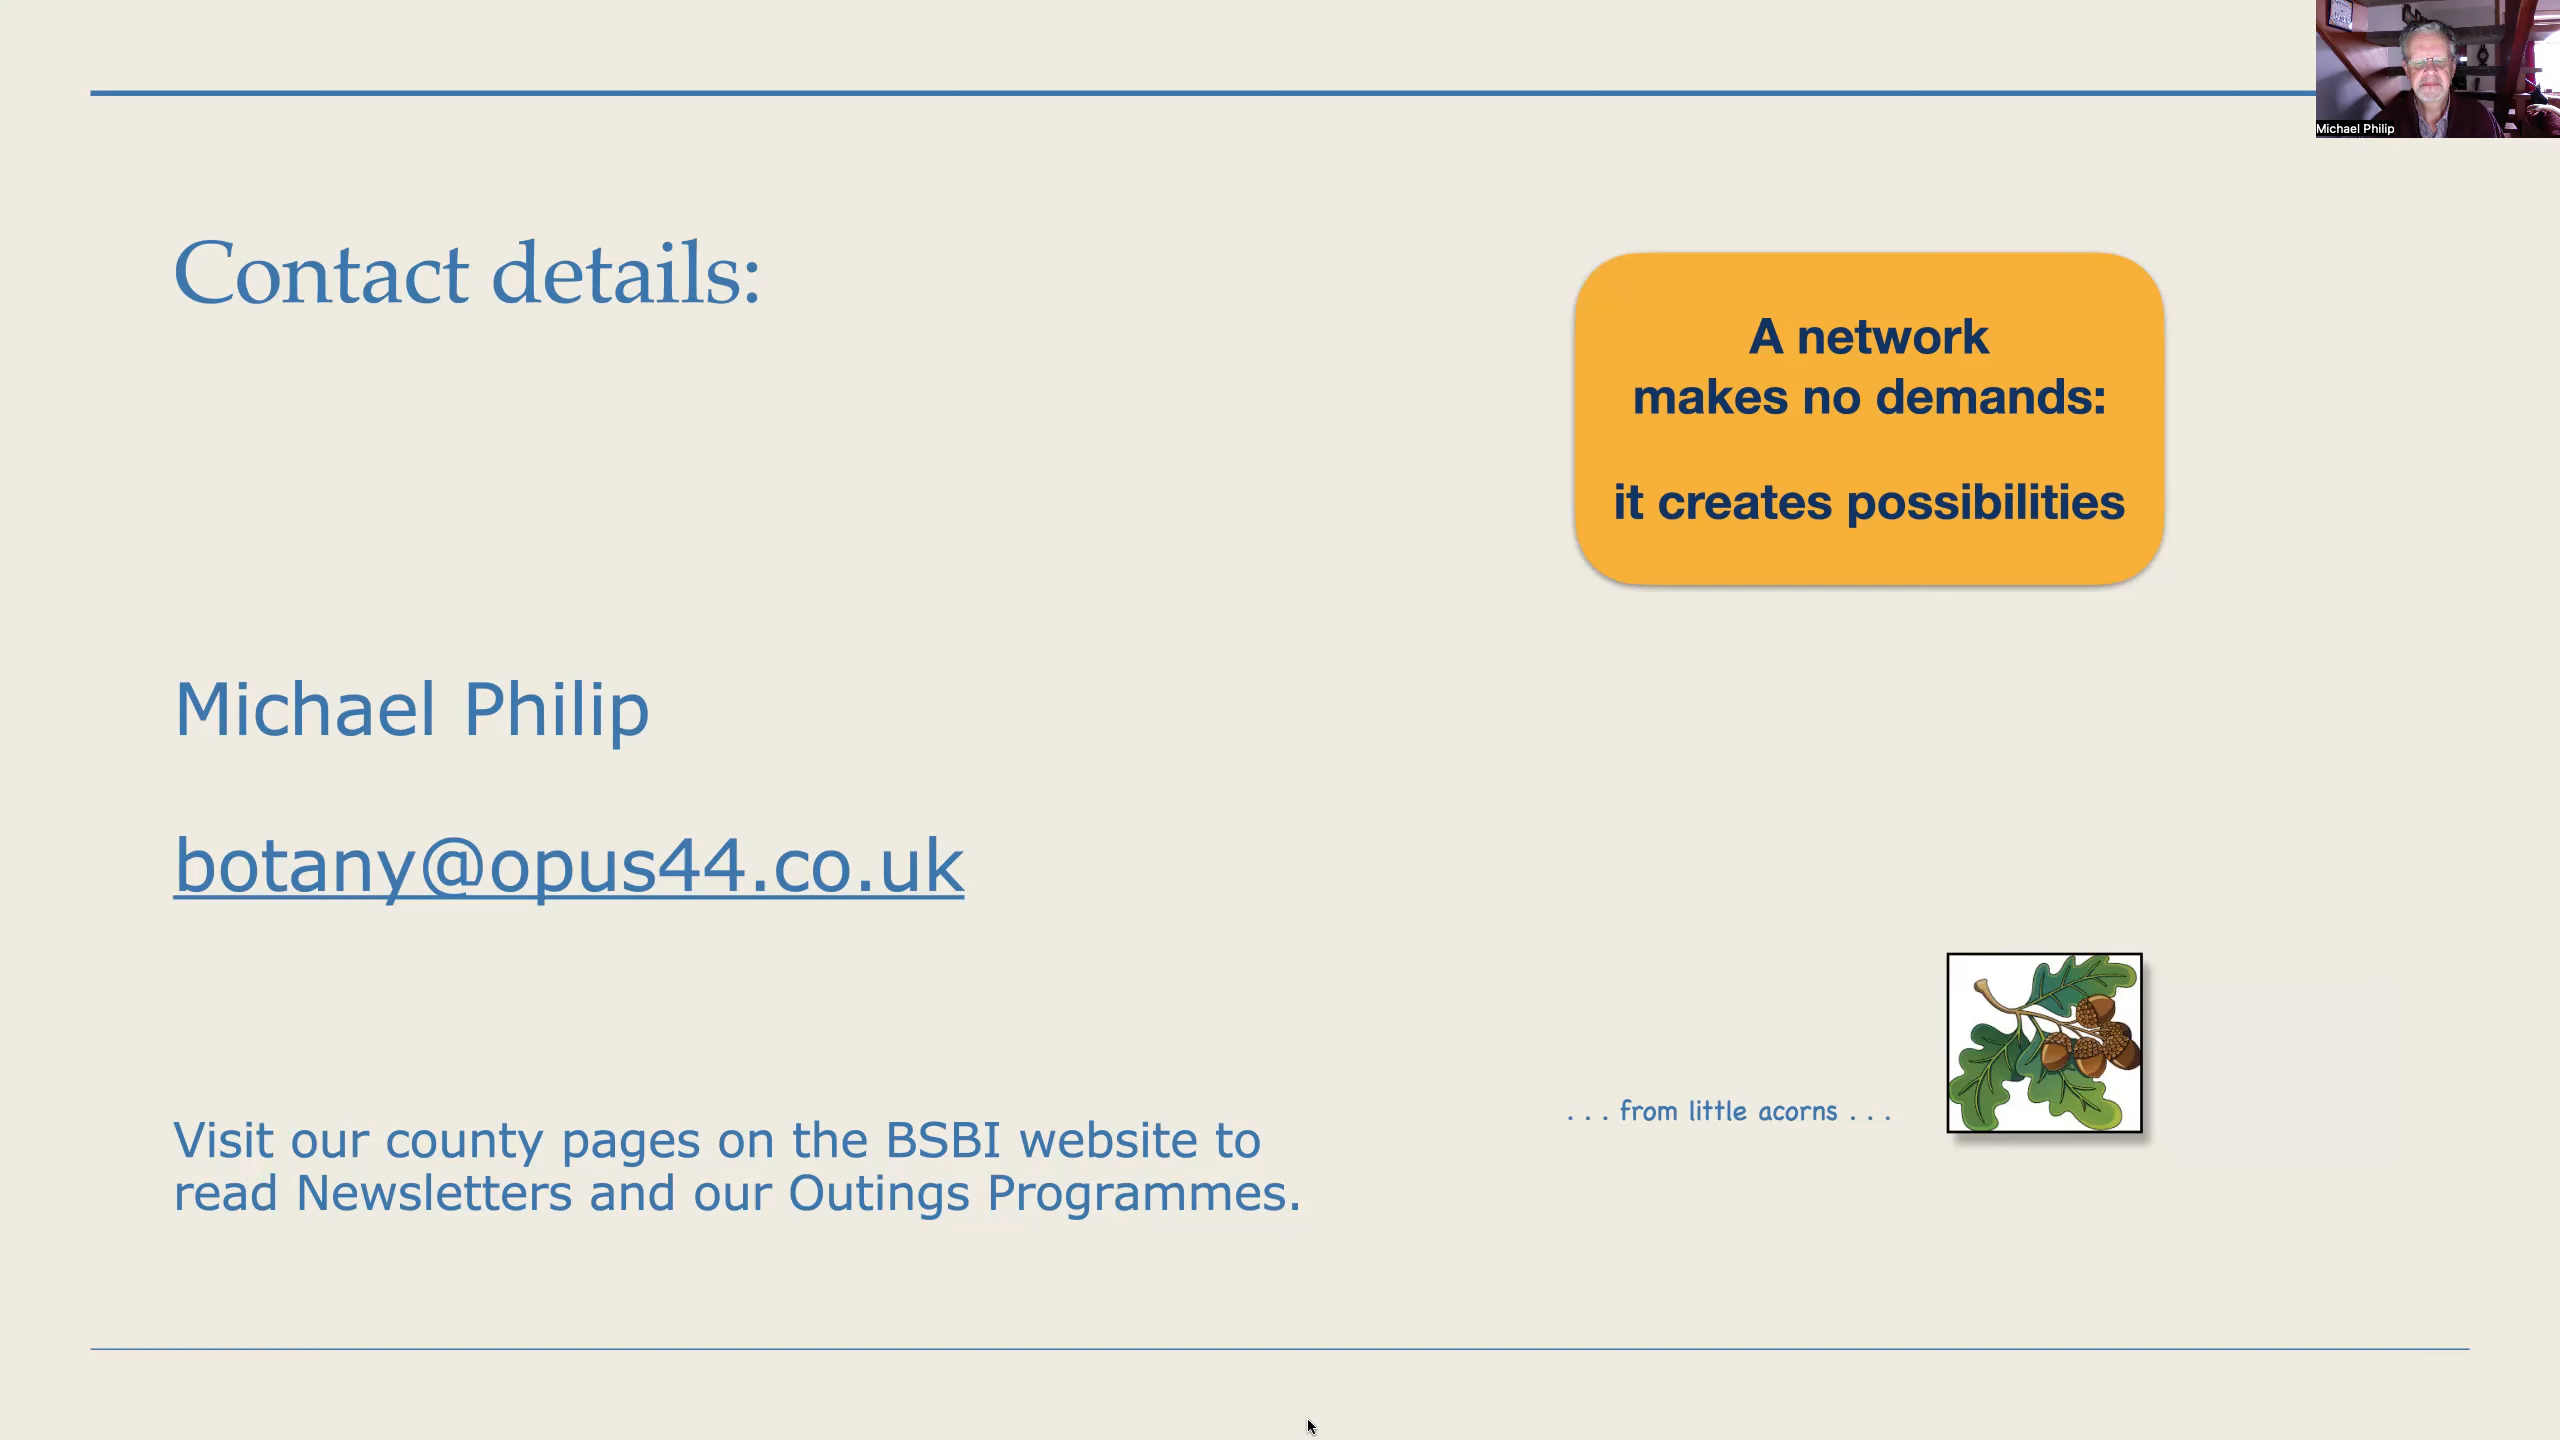 Michael Philip
Contact details:
A network
makes no demands:
it creates possibilities
Michael Philip
botany@opus44.co.uk
. . . from little acorns . . .
Visit our county pages on the BSBI website to
read Newsletters and our Outings Programmes.